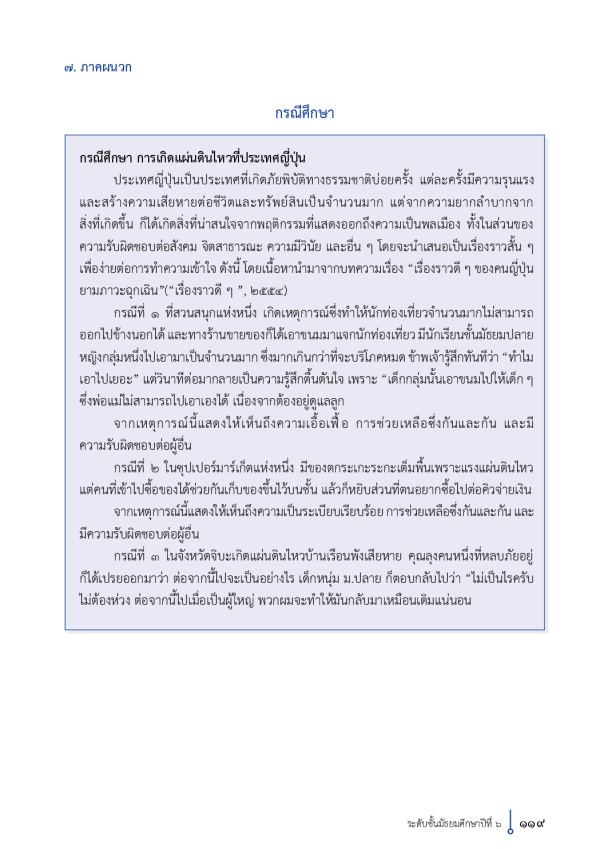 ๗. ภาคผนวก
กรณีศึกษา
กรณีศึกษา การเกิดแผ่นดินไหวที่ประเทศญี่ปุ่น
ประเทศญี่ปุ่นเป็นประเทศที่เกิดภัยพิบัติทางธรรมชาติบ่อยครั้ง แต่ละครั้งมีความรุนแรง
และสร้างความเสียหายต่อชีวิตและทรัพย์สินเป็นจำนวนมาก แต่จากความยากลำบากจาก
สิ่งที่เกิดขึ้น ก็ได้เกิดสิ่งที่น่าสนใจจากพฤติกรรมที่แสดงออกถึงความเป็นพลเมือง ทั้งในส่วนของ
ความรับผิดชอบต่อสังคม จิตสาธารณะ ความมีวินัย และอื่น ๆ โดยจะนำเสนอเป็นเรื่องราวสั้น ๆ
เพื่อง่ายต่อการทำความเข้าใจ ดังนี้ โดยเนื้อหานำมาจากบทความเรื่อง “เรื่องราวดี ๆ ของคนญี่ปุ่น
ยามภาวะฉุกเฉิน”(“เรื่องราวดี ๆ ”, ๒๕๕๔)
กรณีที่ ๑ ที่สวนสนุกแห่งหนึ่ง เกิดเหตุการณ์ซึ่งทำให้นักท่องเที่ยวจำนวนมากไม่สามารถ
ออกไปข้างนอกได้ และทางร้านขายของก็ได้เอาขนมมาแจกนักท่องเที่ยว มีนักเรียนชั้นมัธยมปลาย
หญิงกลุ่มหนึ่งไปเอามาเป็นจำนวนมาก ซึ่งมากเกินกว่าที่จะบริโภคหมด ข้าพเจ้ารู้สึกทันทีว่า “ทำไม
เอาไปเยอะ” แต่วินาทีต่อมากลายเป็นความรู้สึกตื้นตันใจ เพราะ “เด็กกลุ่มนั้นเอาขนมไปให้เด็ก ๆ
ซึ่งพ่อแม่ไม่สามารถไปเอาเองได้ เนื่องจากต้องอยู่ดูแลลูก
จากเหตุการณ์นี้แสดงให้เห็นถึงความเอื้อเฟื้อ การช่วยเหลือซึ่งกันและกัน และมี
ความรับผิดชอบต่อผู้อื่น
กรณีที่ ๒ ในซุปเปอร์มาร์เก็ตแห่งหนึ่ง มีของตกระเกะระกะเต็มพื้นเพราะแรงแผ่นดินไหว
แต่คนที่เข้าไปซื้อของได้ช่วยกันเก็บของขึ้นไว้บนชั้น แล้วก็หยิบส่วนที่ตนอยากซื้อไปต่อคิวจ่ายเงิน
จากเหตุการณ์นี้แสดงให้เห็นถึงความเป็นระเบียบเรียบร้อย การช่วยเหลือซึ่งกันและกัน และ
มีความรับผิดชอบต่อผู้อื่น
กรณีที่ ๓ ในจังหวัดจิบะเกิดแผ่นดินไหวบ้านเรือนพังเสียหาย คุณลุงคนหนึ่งที่หลบภัยอยู่
ก็ได้เปรยออกมาว่า ต่อจากนี้ไปจะเป็นอย่างไร เด็กหนุ่ม ม.ปลาย ก็ตอบกลับไปว่า “ไม่เป็นไรครับ
ไม่ต้องห่วง ต่อจากนี้ไปเมื่อเป็นผู้ใหญ่ พวกผมจะทำให้มันกลับมาเหมือนเดิมแน่นอน
ระดับชั้นมัธยมศึกษาปีที่ ๖
๑๑๙